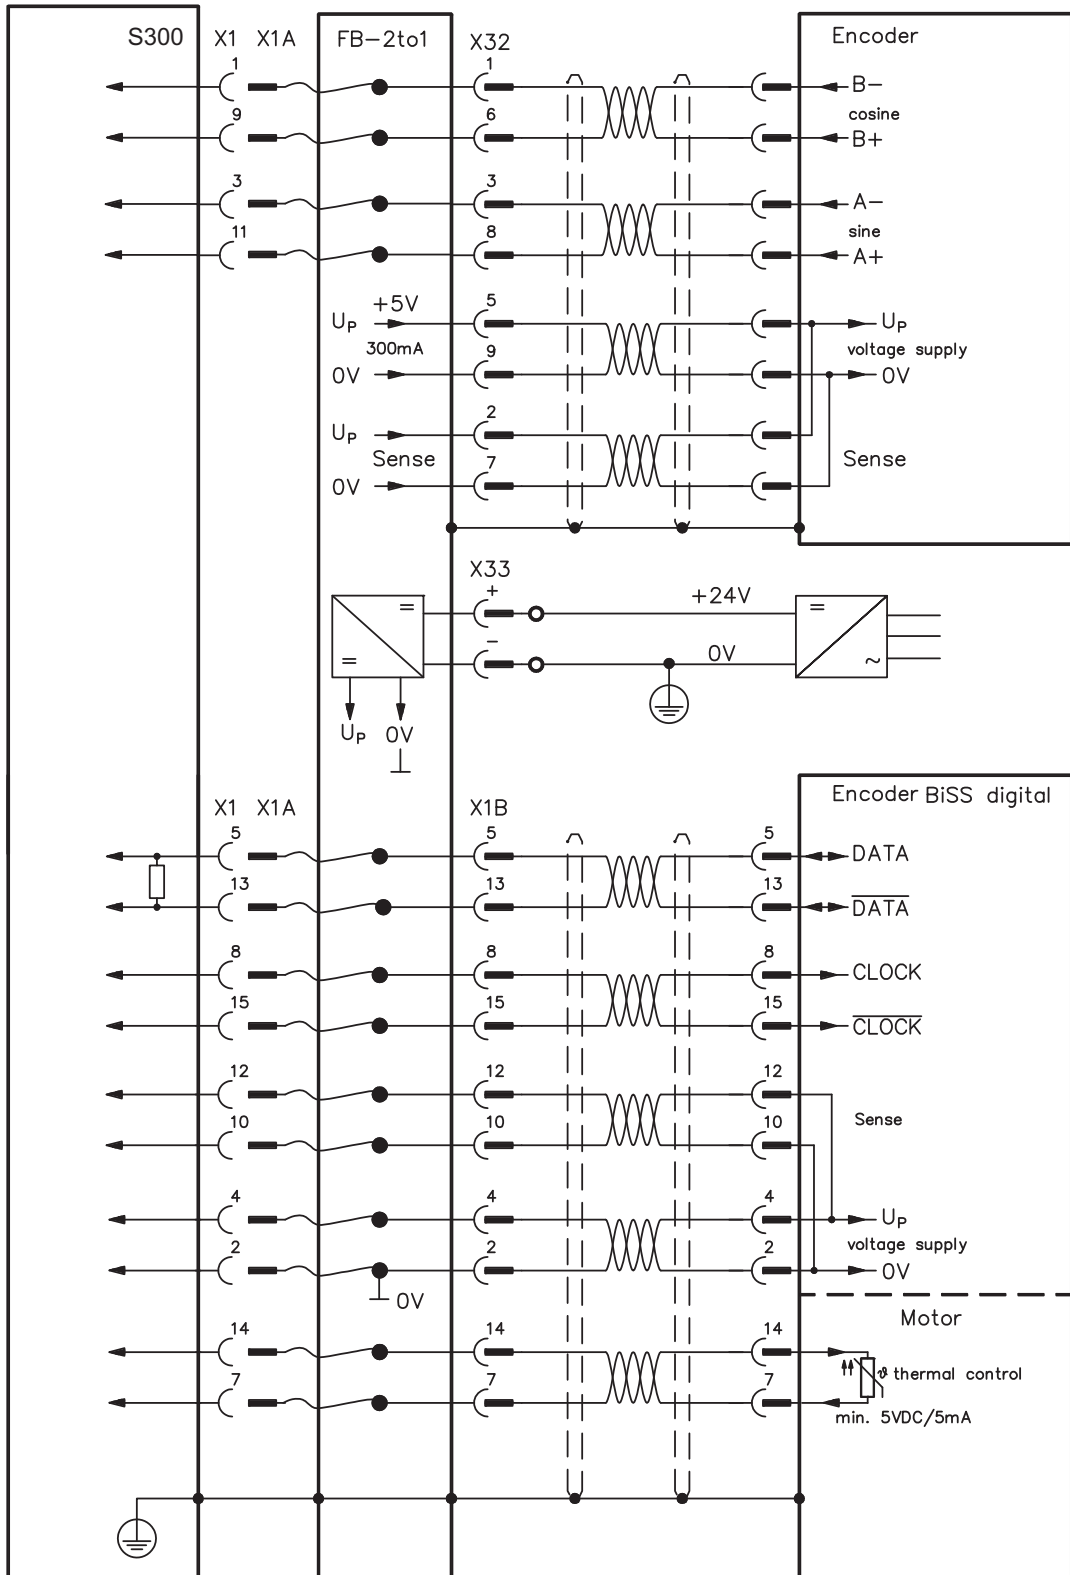 S300 X1 X1A FB-2to1 X32 Encoder
1 1 B-
cosine
9 6 B+
3 3 A-
sine
11 8 A+
+5V
UP 5 UP
300mA voltage supply
0V 9 0V
UP 2
Sense Sense
0V 7
X33
+ +24V =
=
- 0V ~
=
UP 0V
X1 X1A X1B Encoder BiSS digital
5 5 5 DATA
13 13 13 DATA
8 8 8 CLOCK
15 15 15 CLOCK
12 12 12
Sense
10 10 10
4 4 4 UP
voltage supply
2 2 2 0V
0V
Motor
14 14 14
ϑ thermal control
7 7 7
min. 5VDC/5mA